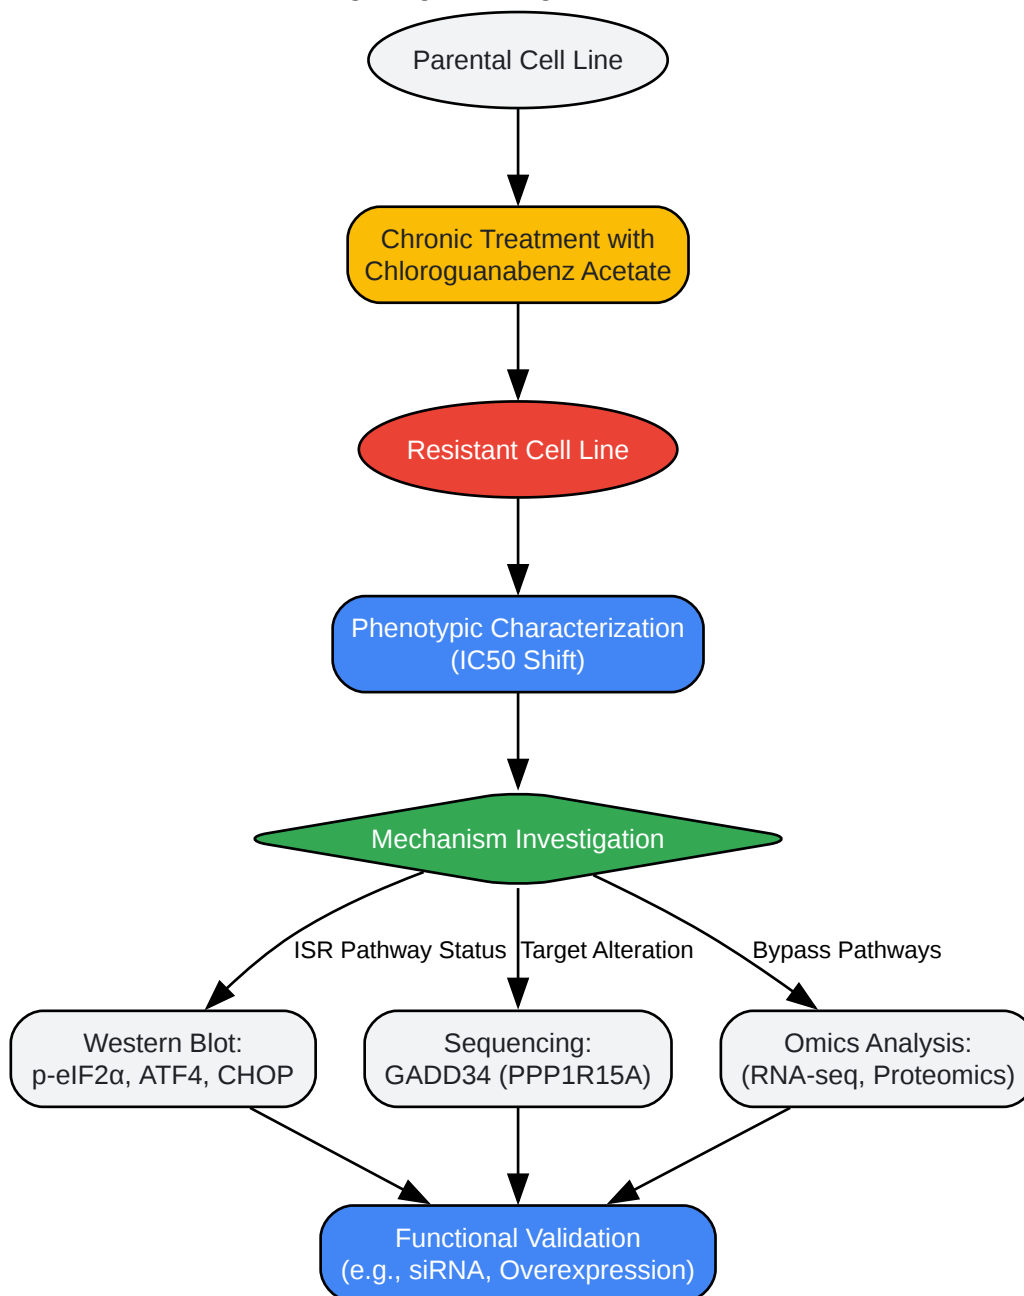 Parental Cell Line
Chronic Treatment with
Chloroguanabenz Acetate
Resistant Cell Line
Phenotypic Characterization
(IC50 Shift)
Mechanism Investigation
ISR Pathway Status
Target Alteration
Bypass Pathways
Western Blot:
p-eIF2α, ATF4, CHOP
Sequencing:
GADD34 (PPP1R15A)
Omics Analysis:
(RNA-seq, Proteomics)
Functional Validation
(e.g., siRNA, Overexpression)